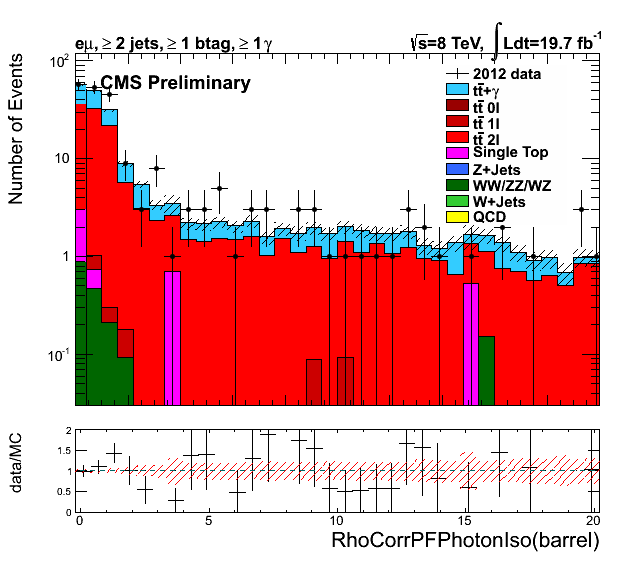 eμ, ≥ 2 jets, ≥ 1 btag, ≥ 1γ
√s=8 TeV, ∫ Ldt=19.7 fb⁻¹
CMS Preliminary
Number of Events
10²
10
1
10⁻¹
2012 data
tt̄+γ
tt̄ 0l
tt̄ 1l
tt̄ 2l
Single Top
Z+Jets
WW/ZZ/WZ
W+Jets
QCD
data/MC
2
1.5
1
0.5
0
0 5 10 15 20
RhoCorrPFPhotonIso(barrel)